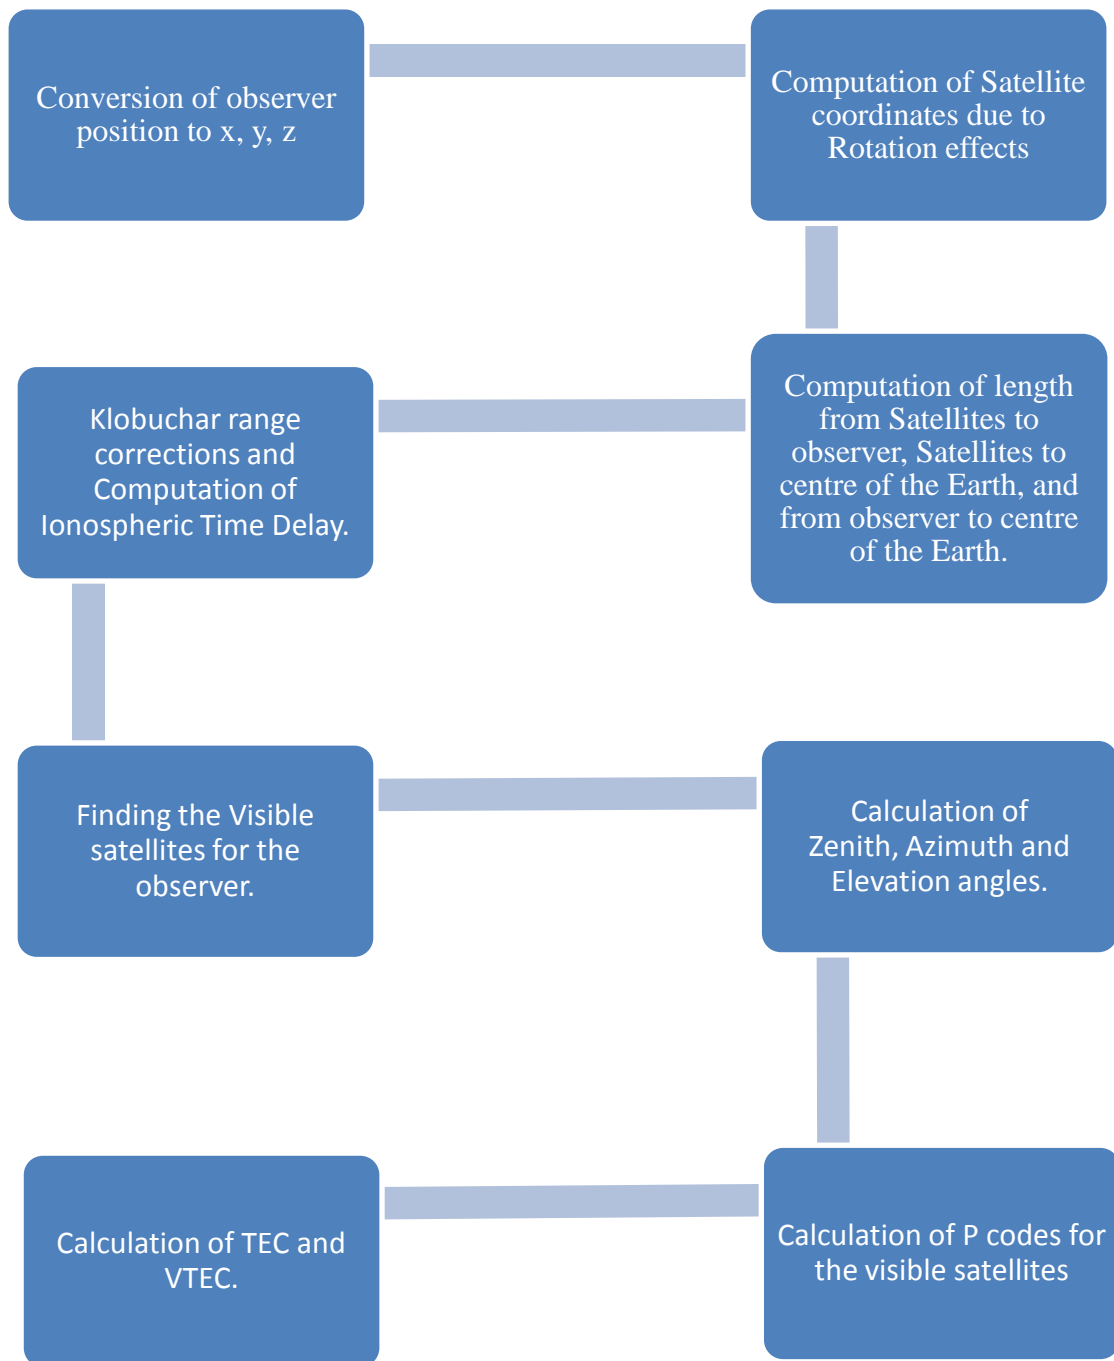 Conversion of observer
position to x, y, z
Computation of Satellite
coordinates due to
Rotation effects
Computation of length
from Satellites to
observer, Satellites to
centre of the Earth, and
from observer to centre
of the Earth.
Klobuchar range
corrections and
Computation of
Ionospheric Time Delay.
Finding the Visible
satellites for the
observer.
Calculation of
Zenith, Azimuth and
Elevation angles.
Calculation of P codes for
the visible satellites
Calculation of TEC and
VTEC.